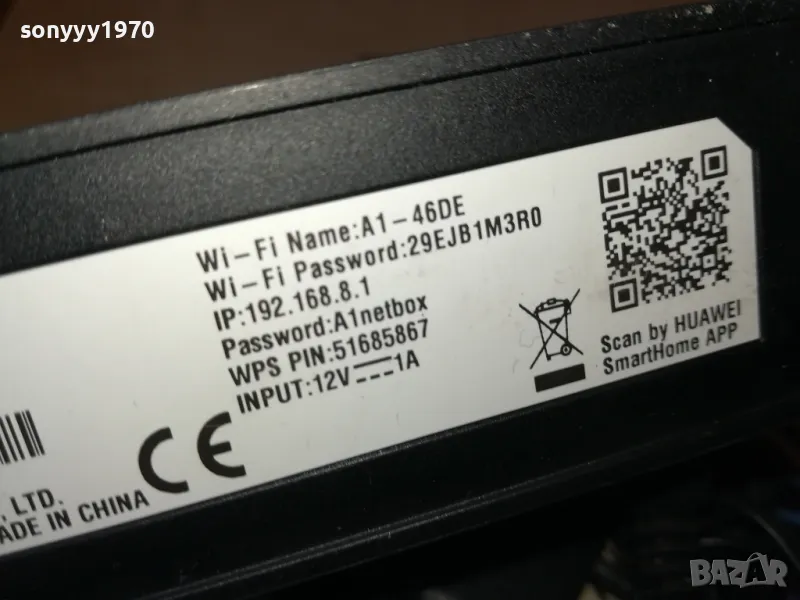 sonyyy1970
Wi-Fi Name:A1-46DE
Wi-Fi Password:29EJB1M3R0
IP:192.168.8.1
Password:A1netbox
WPS PIN:51685867
INPUT:12V⎓1A
Scan by HUAWEI
SmartHome APP
CE
, LTD.
ADE IN CHINA
BAZAR